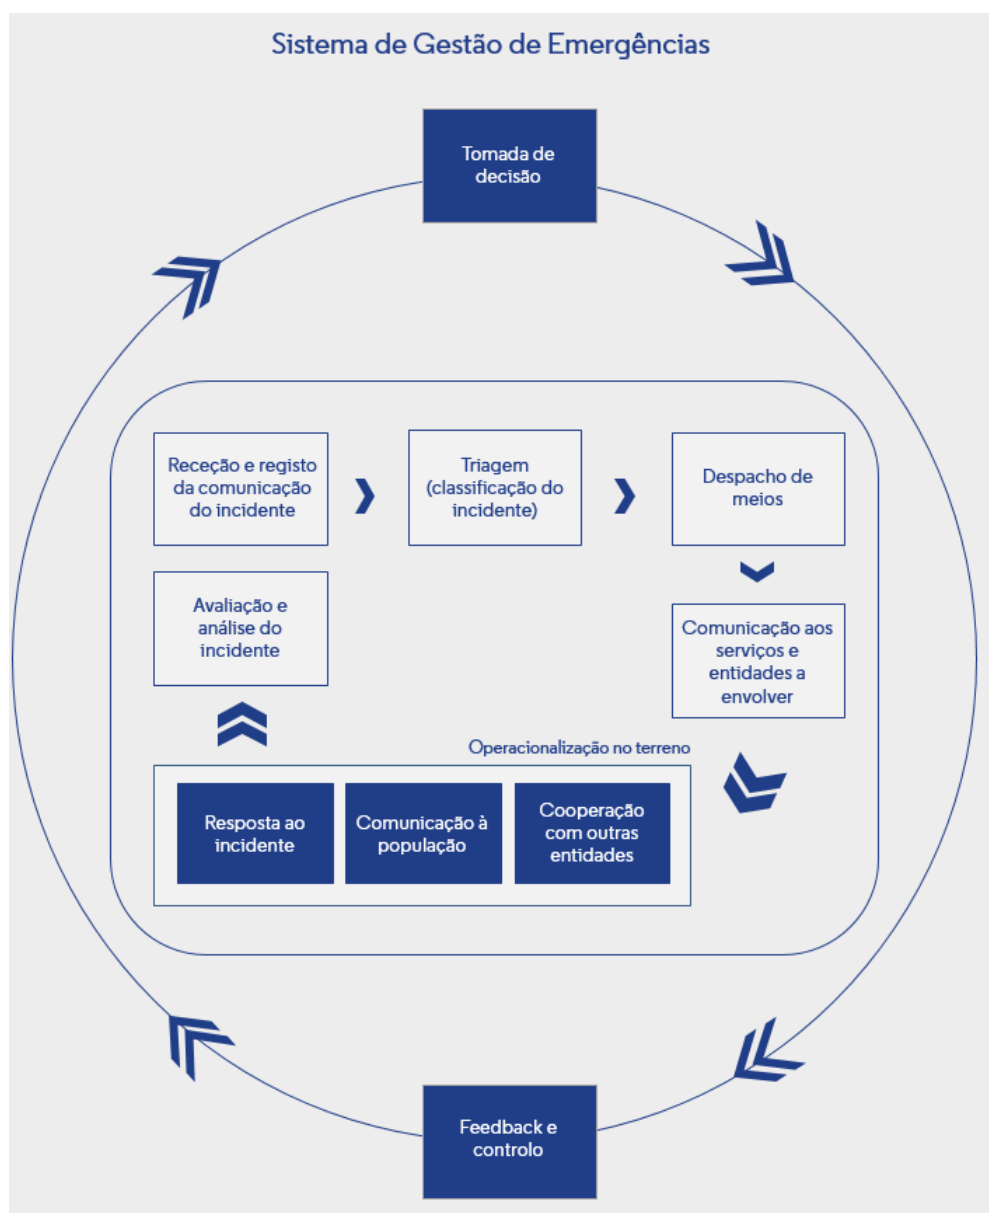 Sistema de Gestão de Emergências
Tomada de
decisão
Receção e registo
da comunicação
do incidente
Triagem
(classificação do
incidente)
Despacho de
meios
Avaliação e
análise do
incidente
Comunicação aos
serviços e
entidades a
envolver
Operacionalização no terreno
Resposta ao
incidente
Comunicação à
população
Cooperação
com outras
entidades
Feedback e
controlo